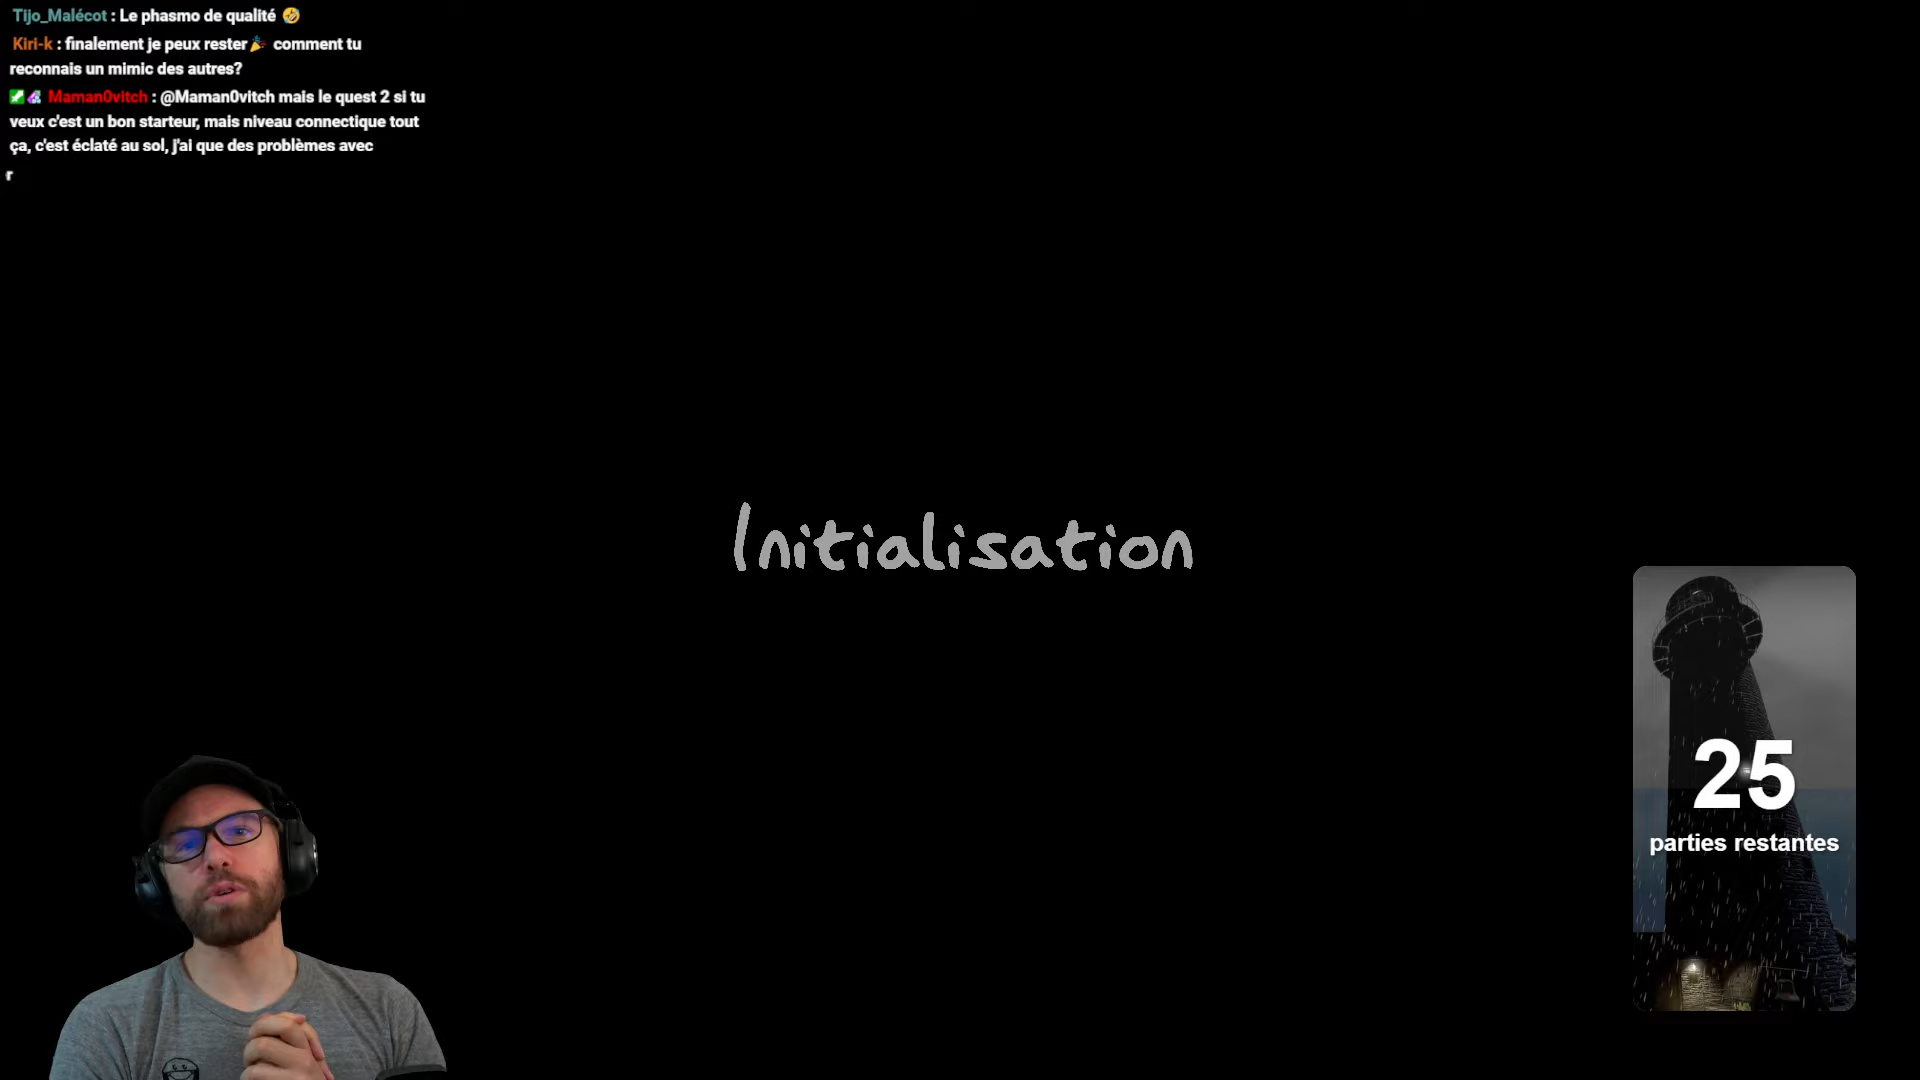 Tijo_Malécot : Le phasmo de qualité 🤣
Kiri-k : finalement je peux rester🎉 comment tu
reconnais un mimic des autres?
Maman0vitch : @Maman0vitch mais le quest 2 si tu
veux c'est un bon starteur, mais niveau connectique tout
ça, c'est éclaté au sol, j'ai que des problèmes avec
r
Initialisation
25
parties restantes